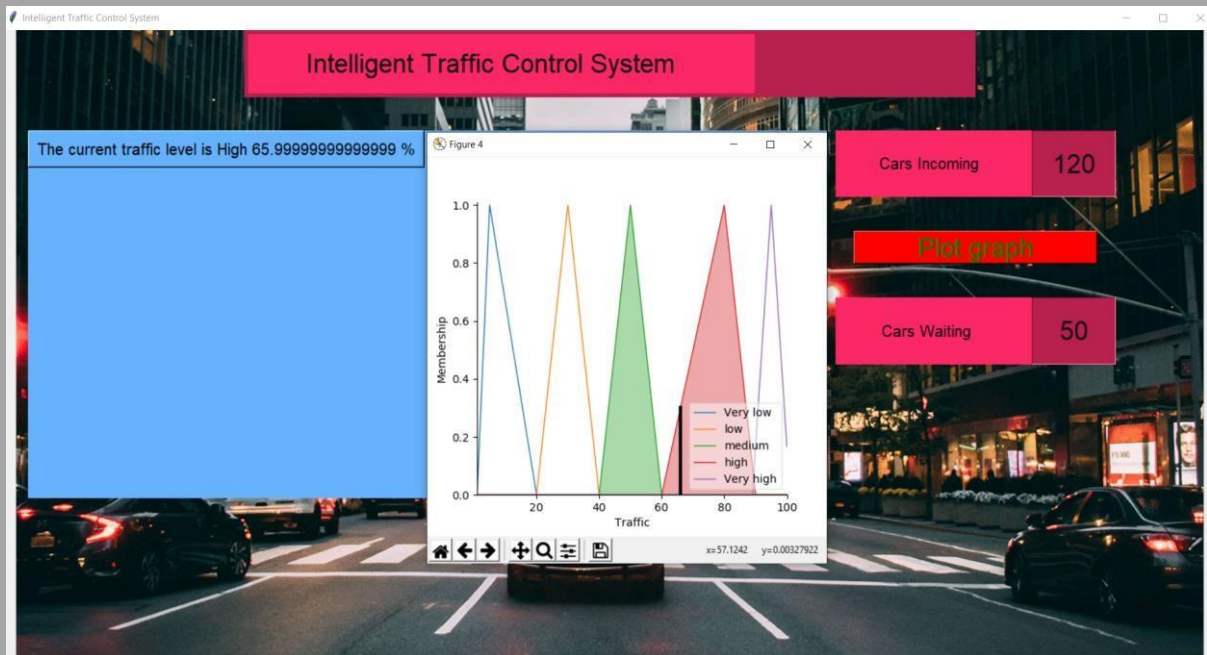 Intelligent Traffic Control System
Intelligent Traffic Control System
The current traffic level is High 65.99999999999999 %
Figure 4
1.0
0.8
0.6
0.4
0.2
0.0
Membership
20 40 60 80 100
Traffic
Very low
low
medium
high
Very high
x=57.1242 y=0.00327922
Cars Incoming 120
Plot graph
Cars Waiting 50